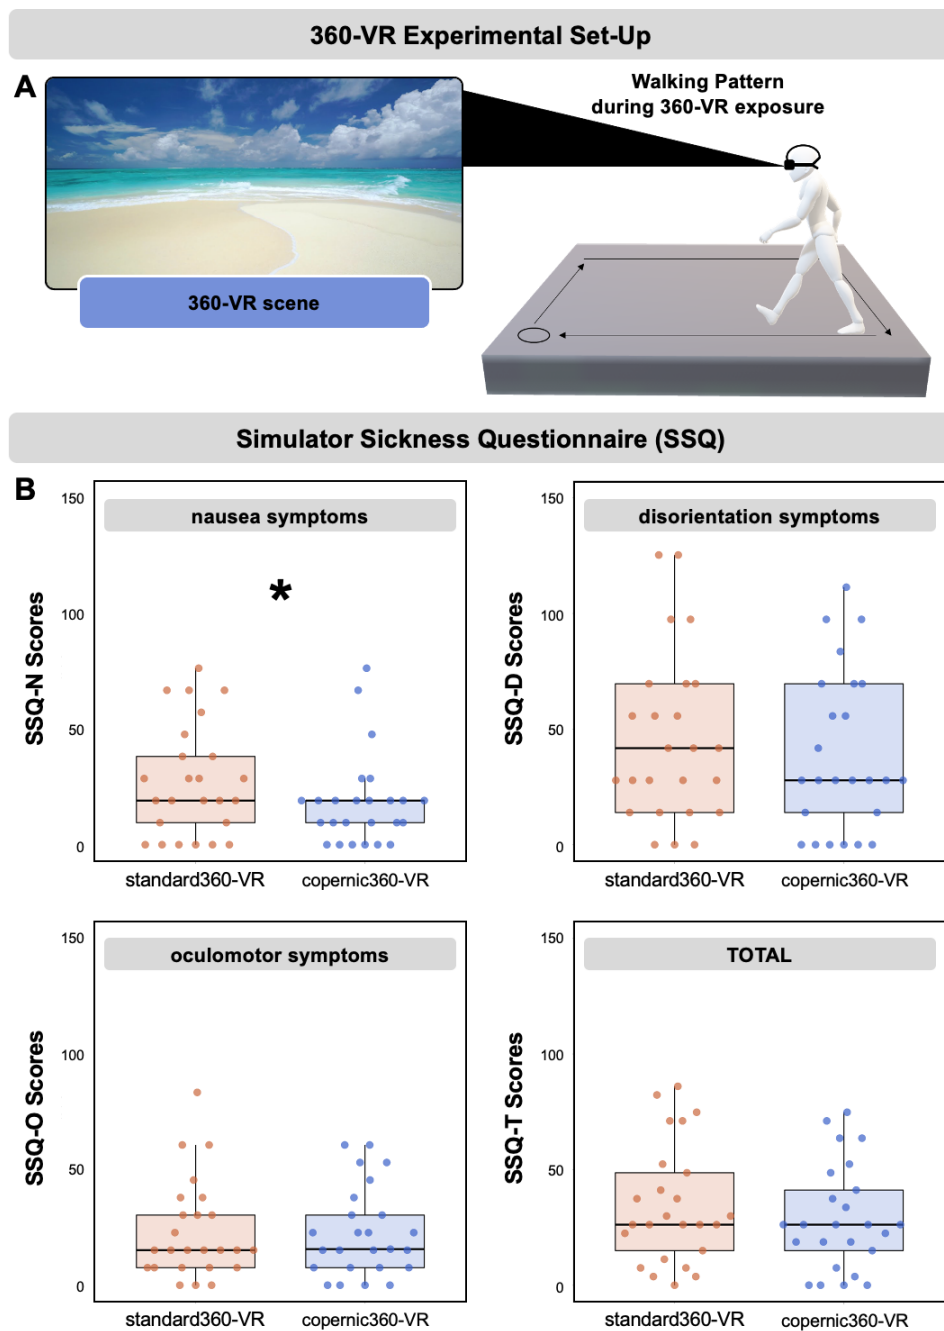 360-VR Experimental Set-Up
A
Walking Pattern
during 360-VR exposure
360-VR scene
Simulator Sickness Questionnaire (SSQ)
B
nausea symptoms
SSQ-N Scores
150
100
50
0
*
standard360-VR
copernic360-VR
disorientation symptoms
SSQ-D Scores
150
100
50
0
standard360-VR
copernic360-VR
oculomotor symptoms
SSQ-O Scores
150
100
50
0
standard360-VR
copernic360-VR
TOTAL
SSQ-T Scores
150
100
50
0
standard360-VR
copernic360-VR